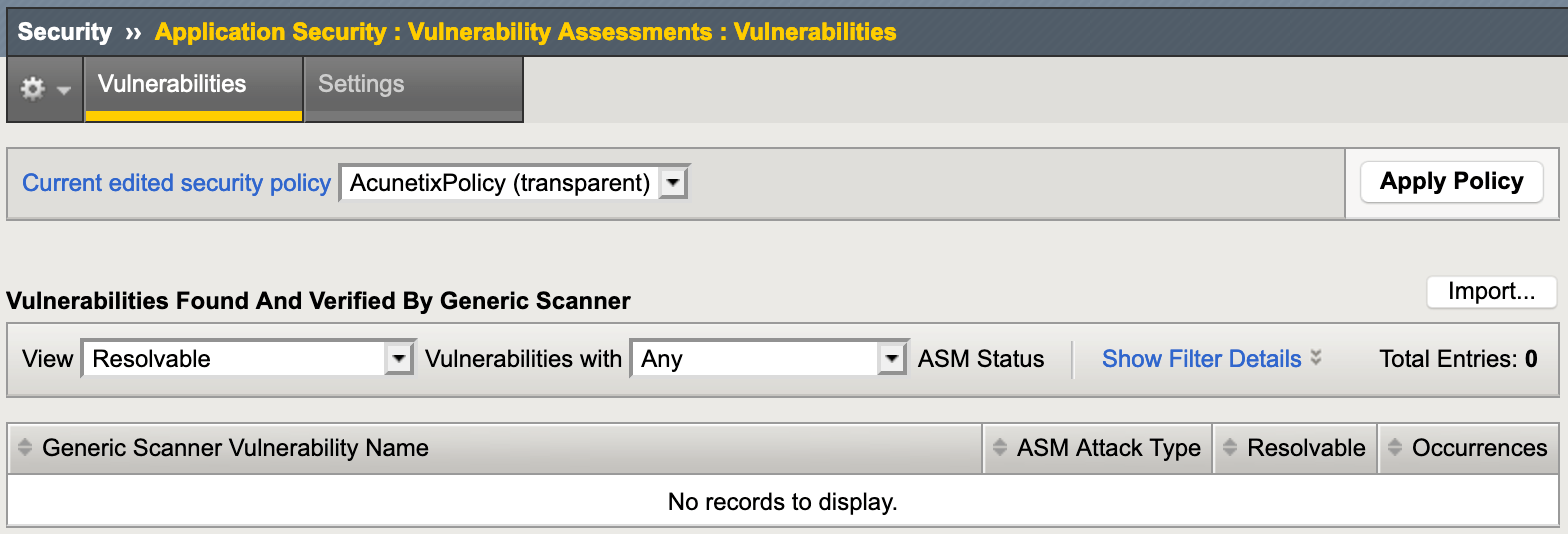 Security ›› Application Security : Vulnerability Assessments : Vulnerabilities
Vulnerabilities Settings
Current edited security policy AcunetixPolicy (transparent) Apply Policy
Vulnerabilities Found And Verified By Generic Scanner Import...
View Resolvable Vulnerabilities with Any ASM Status Show Filter Details Total Entries: 0
Generic Scanner Vulnerability Name ASM Attack Type Resolvable Occurrences
No records to display.